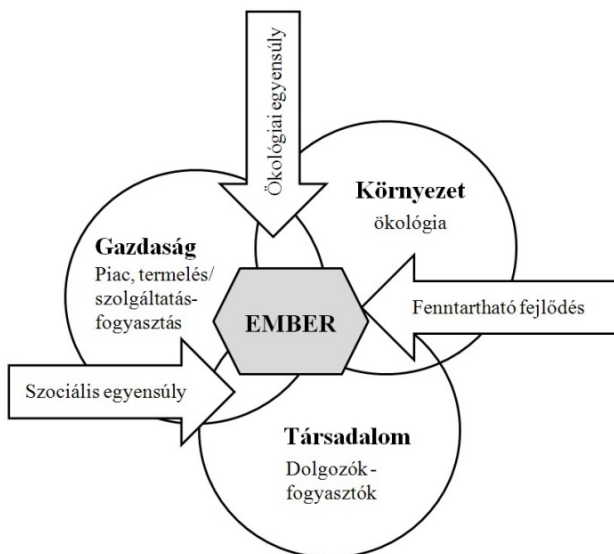 Ökológiai egyensúly
Környezet
ökológia
Gazdaság
Piac, termelés/
szolgáltatás-
fogyasztás
EMBER
Fenntartható fejlődés
Szociális egyensúly
Társadalom
Dolgozók -
fogyasztók